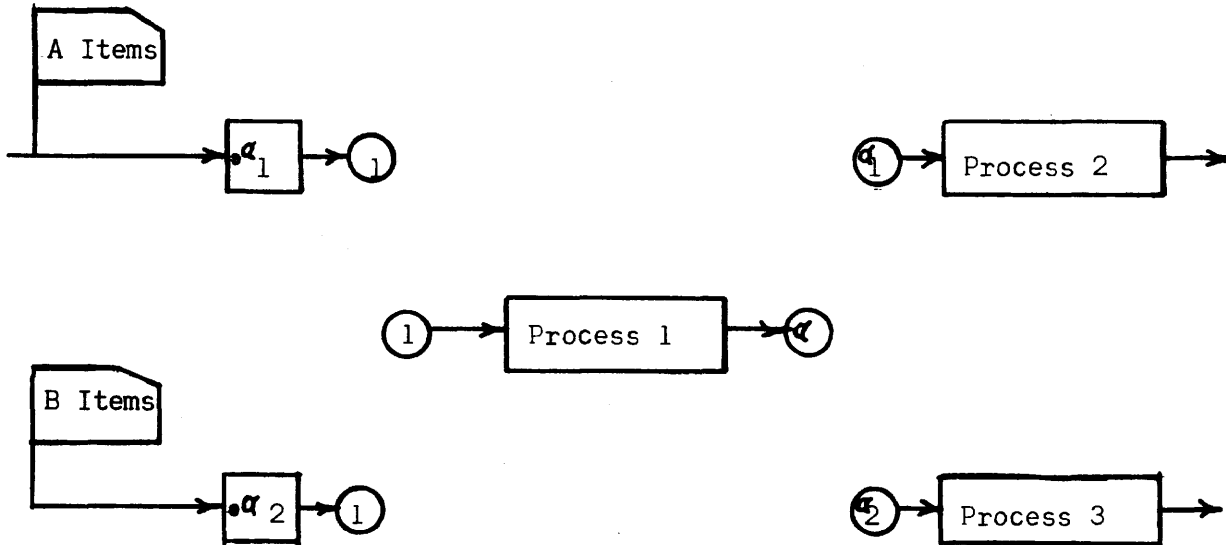 A Items
α1
1
α1
Process 2
1
Process 1
α
B Items
α2
1
α2
Process 3